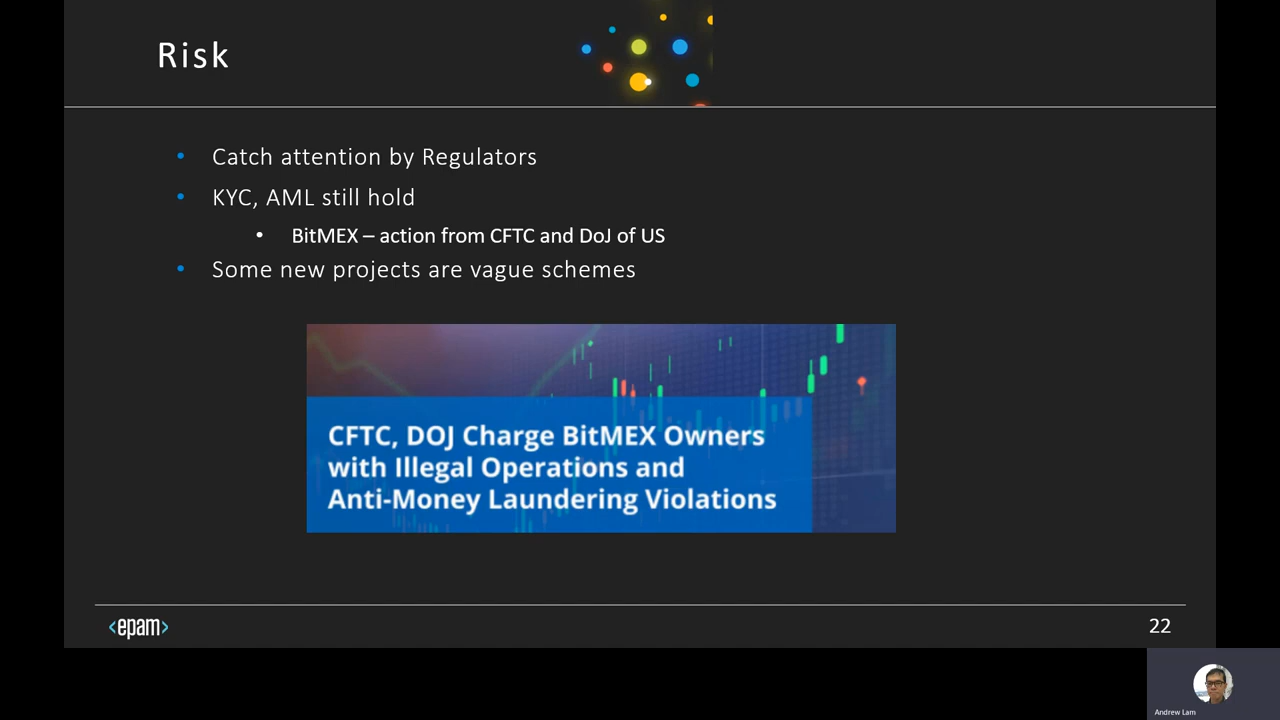 Risk
Catch attention by Regulators
KYC, AML still hold
BitMEX – action from CFTC and DoJ of US
Some new projects are vague schemes
CFTC, DOJ Charge BitMEX Owners
with Illegal Operations and
Anti-Money Laundering Violations
<epam>
22
Andrew Lam